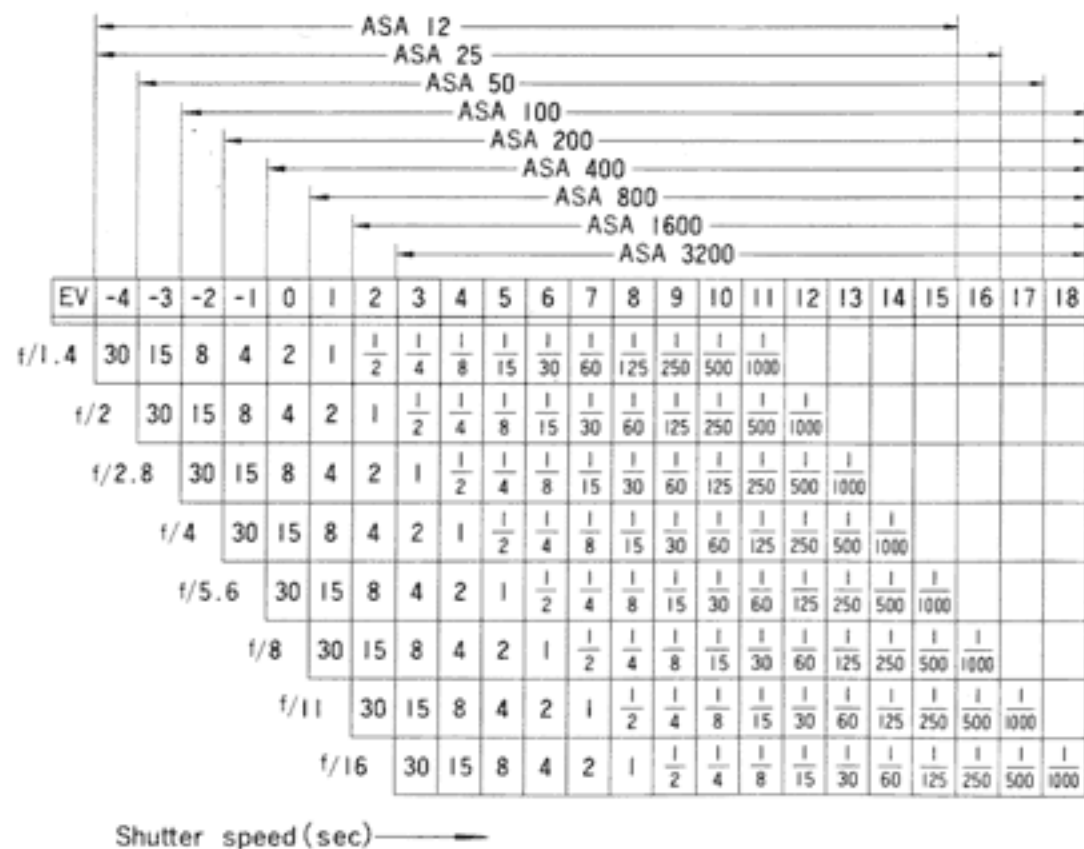 ASA 12
ASA 25
ASA 50
ASA 100
ASA 200
ASA 400
ASA 800
ASA 1600
ASA 3200
EV -4 -3 -2 -1 0 1 2 3 4 5 6 7 8 9 10 11 12 13 14 15 16 17 18
f/1.4 30 15 8 4 2 1 1/2 1/4 1/8 1/15 1/30 1/60 1/125 1/250 1/500 1/1000
f/2 30 15 8 4 2 1 1/2 1/4 1/8 1/15 1/30 1/60 1/125 1/250 1/500 1/1000
f/2.8 30 15 8 4 2 1 1/2 1/4 1/8 1/15 1/30 1/60 1/125 1/250 1/500 1/1000
f/4 30 15 8 4 2 1 1/2 1/4 1/8 1/15 1/30 1/60 1/125 1/250 1/500 1/1000
f/5.6 30 15 8 4 2 1 1/2 1/4 1/8 1/15 1/30 1/60 1/125 1/250 1/500 1/1000
f/8 30 15 8 4 2 1 1/2 1/4 1/8 1/15 1/30 1/60 1/125 1/250 1/500 1/1000
f/11 30 15 8 4 2 1 1/2 1/4 1/8 1/15 1/30 1/60 1/125 1/250 1/500 1/1000
f/16 30 15 8 4 2 1 1/2 1/4 1/8 1/15 1/30 1/60 1/125 1/250 1/500 1/1000
Shutter speed (sec)